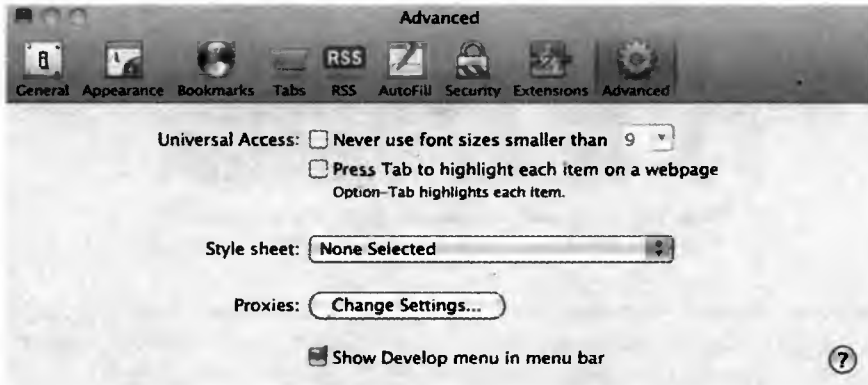 Advanced
RSS
General Appearance Bookmarks Tabs RSS AutoFill Security Extensions Advanced
Universal Access: Never use font sizes smaller than 9
Press Tab to highlight each item on a webpage
Option-Tab highlights each item.
Style sheet: None Selected
Proxies: Change Settings...
Show Develop menu in menu bar
?